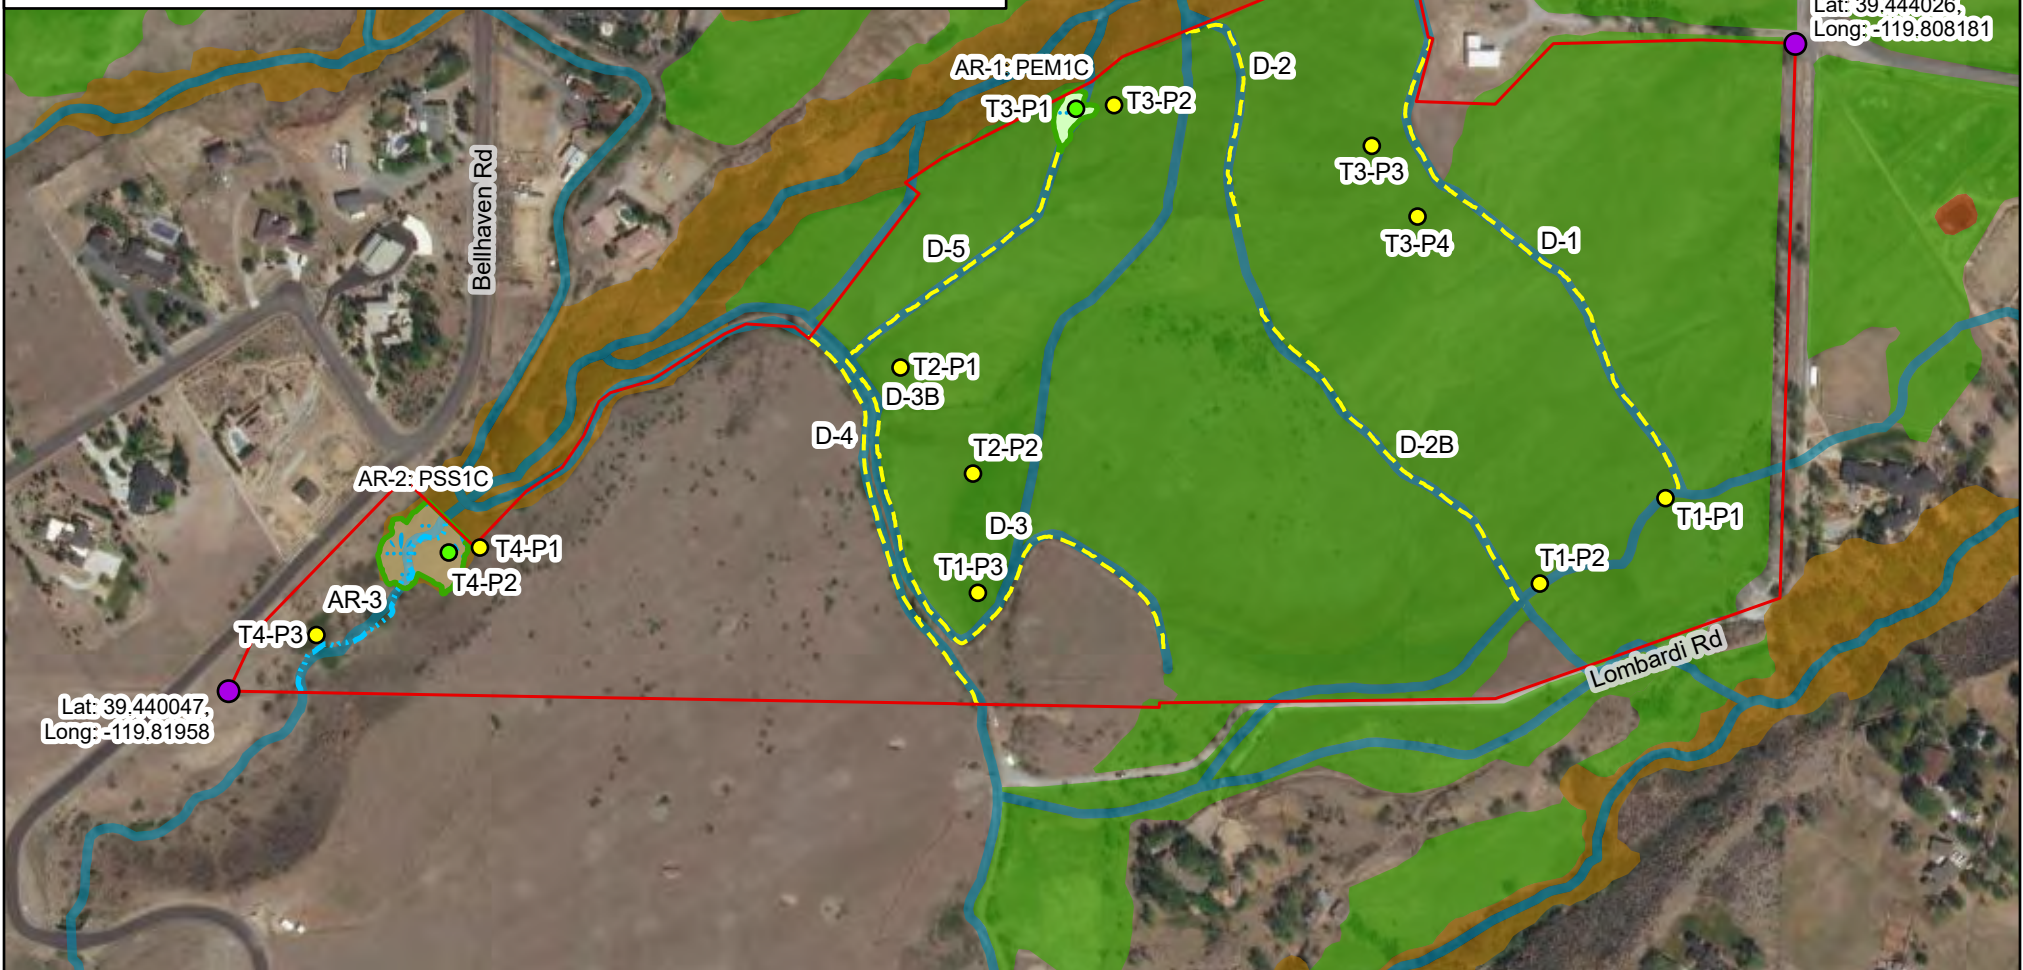 Lat: 39.444026,
Long: -119.808181
AR-1: PEM1C
D-2
T3-P1
T3-P2
T3-P3
Bellhaven Rd
D-5
T3-P4
D-1
T2-P1
D-3B
D-4
T2-P2
D-2B
AR-2: PSS1C
T1-P1
D-3
T4-P1
T1-P2
T1-P3
T4-P2
AR-3
T4-P3
Lombardi Rd
Lat: 39.440047,
Long: -119.81958